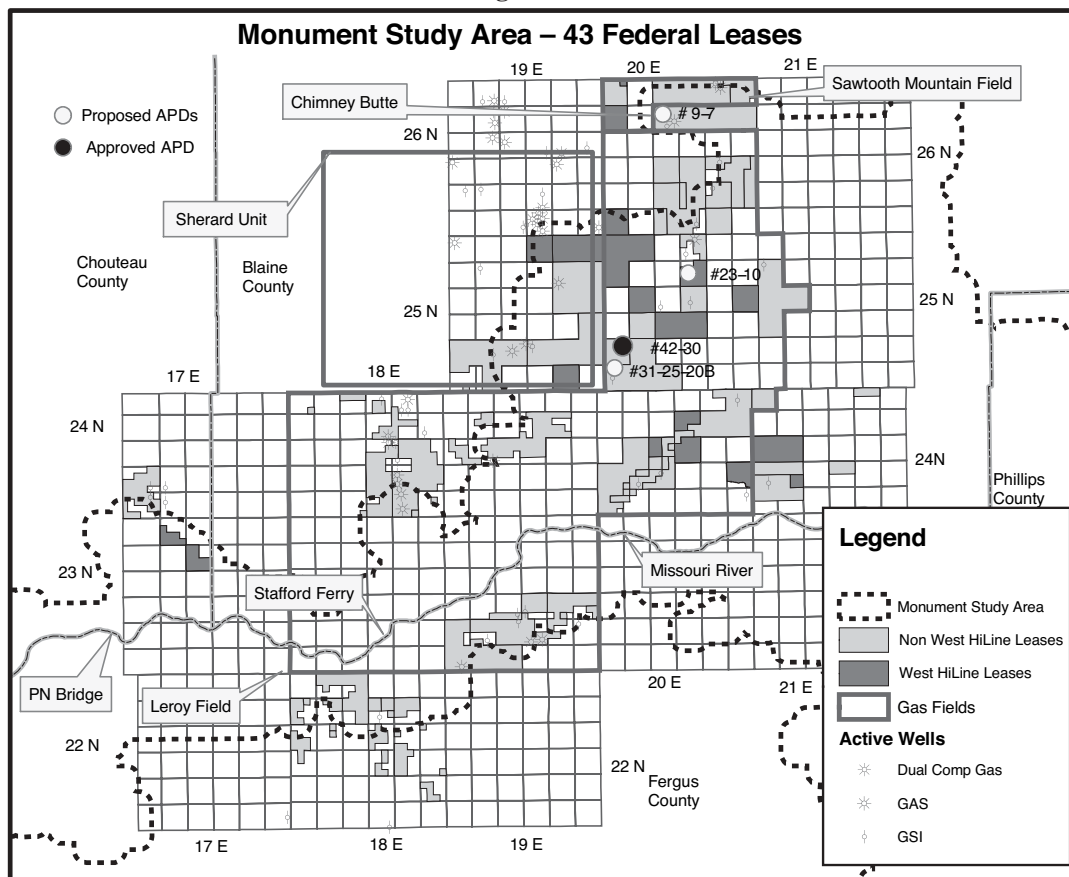 Monument Study Area – 43 Federal Leases
19 E
20 E
21 E
Proposed APDs
Approved APD
Chimney Butte
Sawtooth Mountain Field
# 9-7
26 N
26 N
Sherard Unit
Chouteau
County
Blaine
County
#23-10
25 N
25 N
#42-30
#31-25-20B
17 E
18 E
24 N
24N
Phillips
County
23 N
Stafford Ferry
Missouri River
PN Bridge
Leroy Field
20 E
21 E
22 N
22 N
Fergus
County
17 E
18 E
19 E
Legend
Monument Study Area
Non West HiLine Leases
West HiLine Leases
Gas Fields
Active Wells
Dual Comp Gas
GAS
GSI